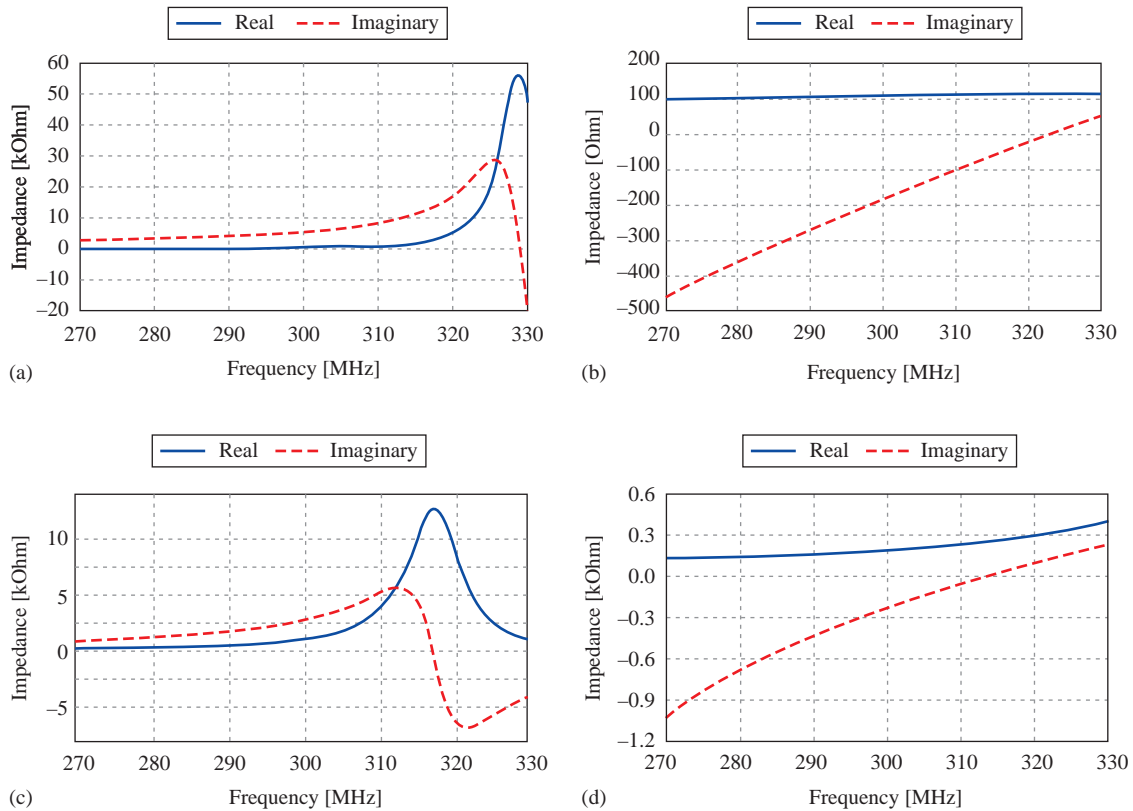 Real Imaginary
60
50
40
30
20
10
0
–10
–20
Impedance [kOhm]
270 280 290 300 310 320 330
Frequency [MHz]
(a)
Real Imaginary
200
100
0
–100
–200
–300
–400
–500
Impedance [Ohm]
270 280 290 300 310 320 330
Frequency [MHz]
(b)
Real Imaginary
10
5
0
–5
Impedance [kOhm]
270 280 290 300 310 320 330
Frequency [MHz]
(c)
Real Imaginary
0.6
0.3
0.0
–0.3
–0.6
–0.9
–1.2
Impedance [kOhm]
270 280 290 300 310 320 330
Frequency [MHz]
(d)